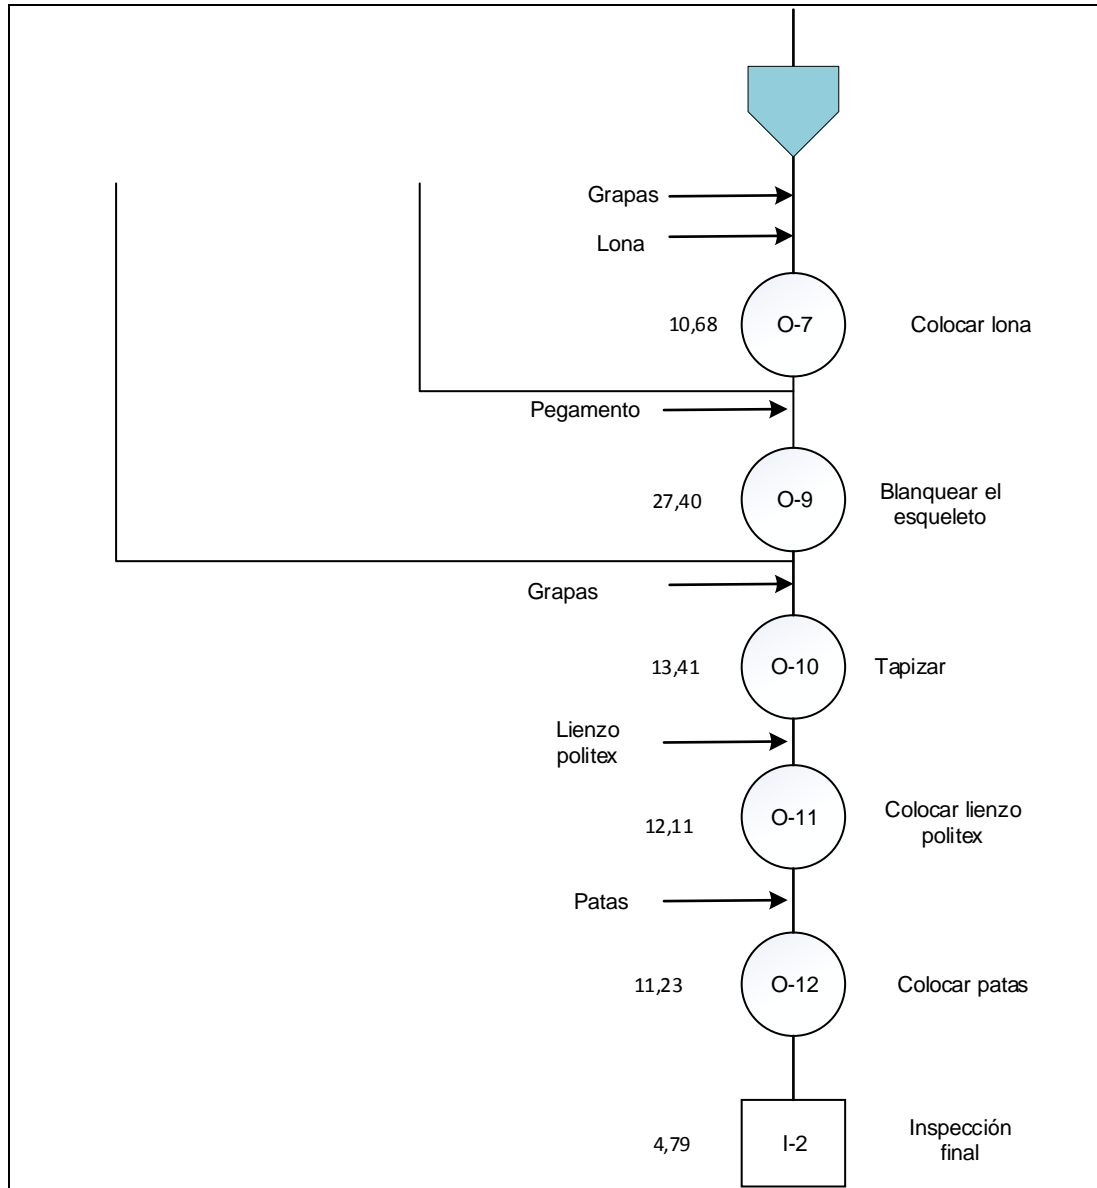 Grapas
Lona
10,68
O-7
Colocar lona
Pegamento
27,40
O-9
Blanquear el
esqueleto
Grapas
13,41
O-10
Tapizar
Lienzo
politex
12,11
O-11
Colocar lienzo
politex
Patas
11,23
O-12
Colocar patas
4,79
I-2
Inspección
final